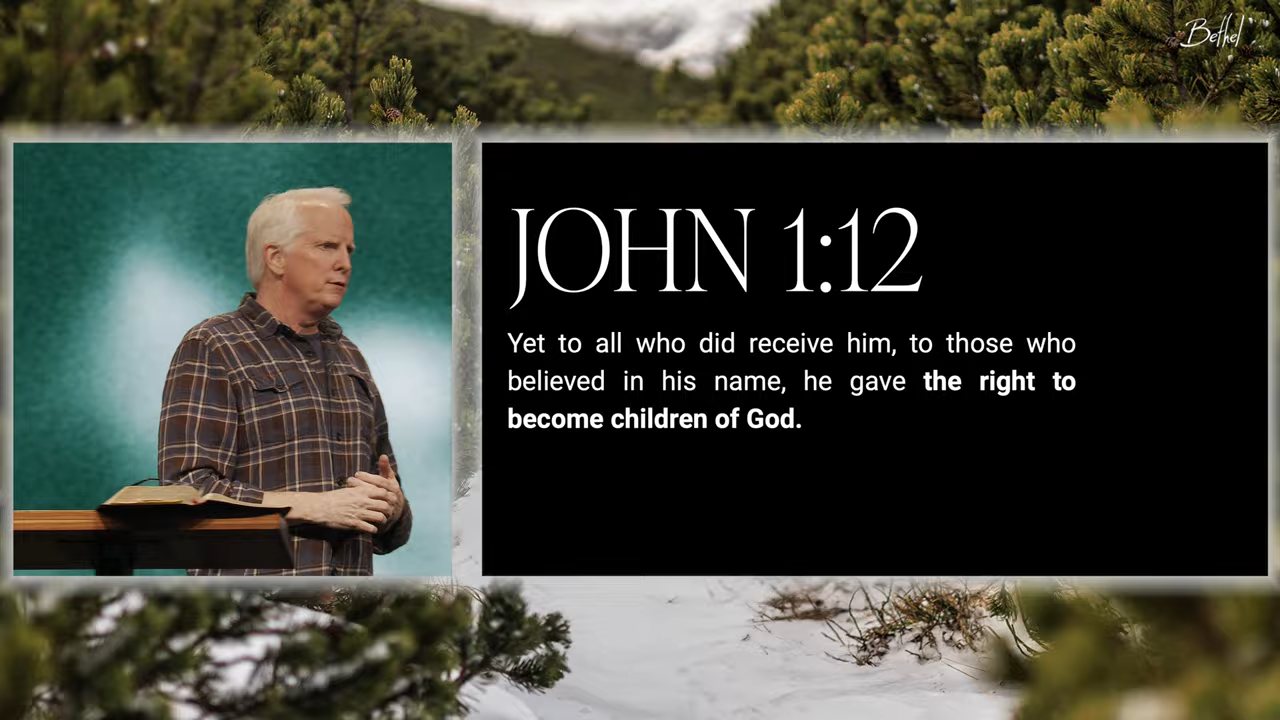 Bethel
JOHN 1:12
Yet to all who did receive him, to those who
believed in his name, he gave the right to
become children of God.